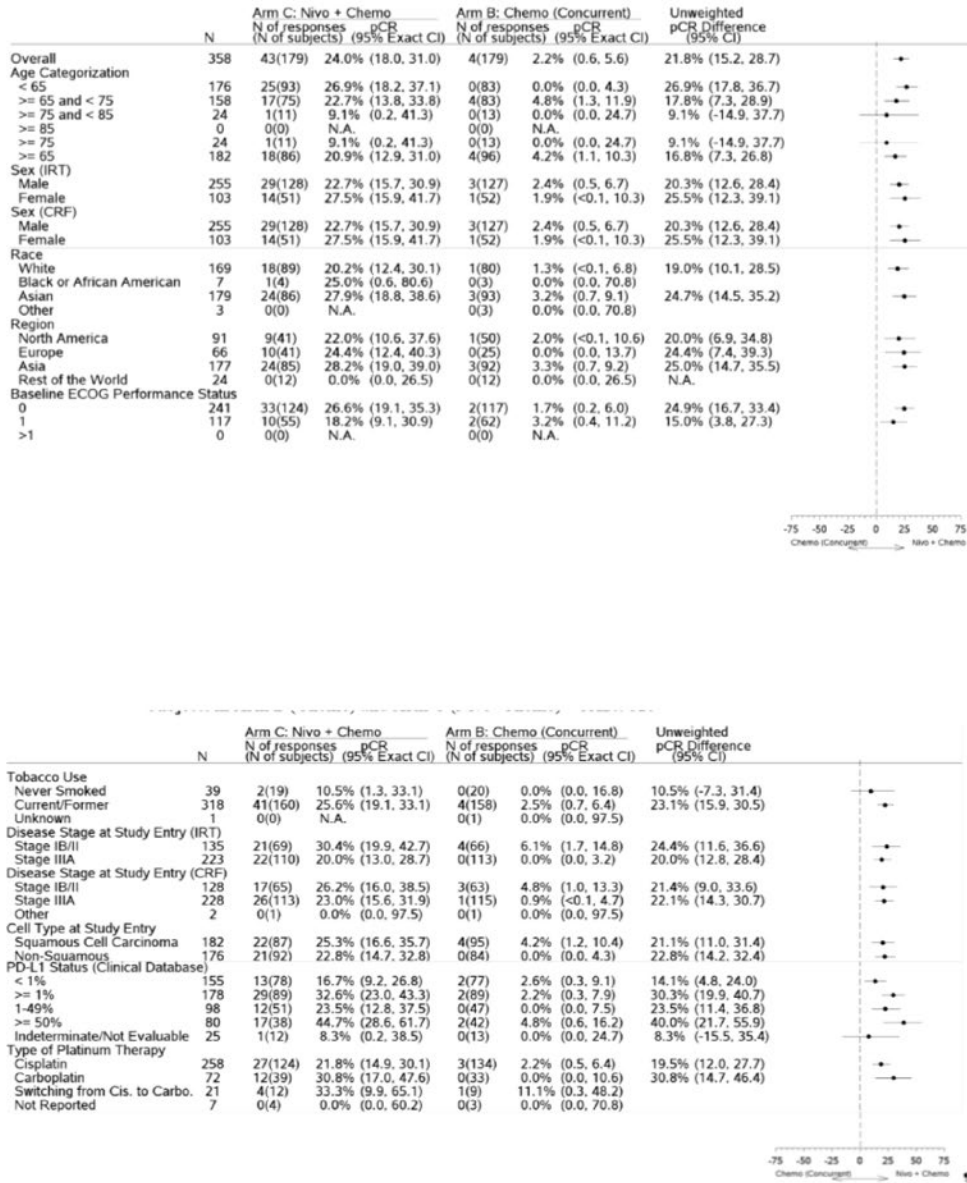 Arm C: Nivo + Chemo Arm B: Chemo (Concurrent) Unweighted
N of responses pCR N of responses pCR pCR Difference
N (N of subjects) (95% Exact CI) (N of subjects) (95% Exact CI) (95% CI)
Overall 358 43(179) 24.0% (18.0, 31.0) 4(179) 2.2% (0.6, 5.6) 21.8% (15.2, 28.7)
Age Categorization
< 65 176 25(93) 26.9% (18.2, 37.1) 0(83) 0.0% (0.0, 4.3) 26.9% (17.8, 36.7)
>= 65 and < 75 158 17(75) 22.7% (13.8, 33.8) 4(83) 4.8% (1.3, 11.9) 17.8% (7.3, 28.9)
>= 75 and < 85 24 1(11) 9.1% (0.2, 41.3) 0(13) 0.0% (0.0, 24.7) 9.1% (-14.9, 37.7)
>= 85 0 0(0) N.A. 0(0) N.A.
>= 75 24 1(11) 9.1% (0.2, 41.3) 0(13) 0.0% (0.0, 24.7) 9.1% (-14.9, 37.7)
>= 65 182 18(86) 20.9% (12.9, 31.0) 4(96) 4.2% (1.1, 10.3) 16.8% (7.3, 26.8)
Sex (IRT)
Male 255 29(128) 22.7% (15.7, 30.9) 3(127) 2.4% (0.5, 6.7) 20.3% (12.6, 28.4)
Female 103 14(51) 27.5% (15.9, 41.7) 1(52) 1.9% (<0.1, 10.3) 25.5% (12.3, 39.1)
Sex (CRF)
Male 255 29(128) 22.7% (15.7, 30.9) 3(127) 2.4% (0.5, 6.7) 20.3% (12.6, 28.4)
Female 103 14(51) 27.5% (15.9, 41.7) 1(52) 1.9% (<0.1, 10.3) 25.5% (12.3, 39.1)
Race
White 169 18(89) 20.2% (12.4, 30.1) 1(80) 1.3% (<0.1, 6.8) 19.0% (10.1, 28.5)
Black or African American 7 1(4) 25.0% (0.6, 80.6) 0(3) 0.0% (0.0, 70.8)
Asian 179 24(86) 27.9% (18.8, 38.6) 3(93) 3.2% (0.7, 9.1) 24.7% (14.5, 35.2)
Other 3 0(0) N.A. 0(3) 0.0% (0.0, 70.8)
Region
North America 91 9(41) 22.0% (10.6, 37.6) 1(50) 2.0% (<0.1, 10.6) 20.0% (6.9, 34.8)
Europe 66 10(41) 24.4% (12.4, 40.3) 0(25) 0.0% (0.0, 13.7) 24.4% (7.4, 39.3)
Asia 177 24(85) 28.2% (19.0, 39.0) 3(92) 3.3% (0.7, 9.2) 25.0% (14.7, 35.5)
Rest of the World 24 0(12) 0.0% (0.0, 26.5) 0(12) 0.0% (0.0, 26.5) N.A.
Baseline ECOG Performance Status
0 241 33(124) 26.6% (19.1, 35.3) 2(117) 1.7% (0.2, 6.0) 24.9% (16.7, 33.4)
1 117 10(55) 18.2% (9.1, 30.9) 2(62) 3.2% (0.4, 11.2) 15.0% (3.8, 27.3)
>1 0 0(0) N.A. 0(0) N.A.
-75 -50 -25 0 25 50 75
Chemo (Concurrent) Nivo + Chemo
Arm C: Nivo + Chemo Arm B: Chemo (Concurrent) Unweighted
N of responses pCR N of responses pCR pCR Difference
N (N of subjects) (95% Exact CI) (N of subjects) (95% Exact CI) (95% CI)
Tobacco Use
Never Smoked 39 2(19) 10.5% (1.3, 33.1) 0(20) 0.0% (0.0, 16.8) 10.5% (-7.3, 31.4)
Current/Former 318 41(160) 25.6% (19.1, 33.1) 4(158) 2.5% (0.7, 6.4) 23.1% (15.9, 30.5)
Unknown 1 0(0) N.A. 0(1) 0.0% (0.0, 97.5)
Disease Stage at Study Entry (IRT)
Stage IB/II 135 21(69) 30.4% (19.9, 42.7) 4(66) 6.1% (1.7, 14.8) 24.4% (11.6, 36.6)
Stage IIIA 223 22(110) 20.0% (13.0, 28.7) 0(113) 0.0% (0.0, 3.2) 20.0% (12.8, 28.4)
Disease Stage at Study Entry (CRF)
Stage IB/II 128 17(65) 26.2% (16.0, 38.5) 3(63) 4.8% (1.0, 13.3) 21.4% (9.0, 33.6)
Stage IIIA 228 26(113) 23.0% (15.6, 31.9) 1(115) 0.9% (<0.1, 4.7) 22.1% (14.3, 30.7)
Other 2 0(1) 0.0% (0.0, 97.5) 0(1) 0.0% (0.0, 97.5)
Cell Type at Study Entry
Squamous Cell Carcinoma 182 22(87) 25.3% (16.6, 35.7) 4(95) 4.2% (1.2, 10.4) 21.1% (11.0, 31.4)
Non-Squamous 176 21(92) 22.8% (14.7, 32.8) 0(84) 0.0% (0.0, 4.3) 22.8% (14.2, 32.4)
PD-L1 Status (Clinical Database)
< 1% 155 13(78) 16.7% (9.2, 26.8) 2(77) 2.6% (0.3, 9.1) 14.1% (4.8, 24.0)
>= 1% 178 29(89) 32.6% (23.0, 43.3) 2(89) 2.2% (0.3, 7.9) 30.3% (19.9, 40.7)
1-49% 98 12(51) 23.5% (12.8, 37.5) 0(47) 0.0% (0.0, 7.5) 23.5% (11.4, 36.8)
>= 50% 80 17(38) 44.7% (28.6, 61.7) 2(42) 4.8% (0.6, 16.2) 40.0% (21.7, 55.9)
Indeterminate/Not Evaluable 25 1(12) 8.3% (0.2, 38.5) 0(13) 0.0% (0.0, 24.7) 8.3% (-15.5, 35.4)
Type of Platinum Therapy
Cisplatin 258 27(124) 21.8% (14.9, 30.1) 3(134) 2.2% (0.5, 6.4) 19.5% (12.0, 27.7)
Carboplatin 72 12(39) 30.8% (17.0, 47.6) 0(33) 0.0% (0.0, 10.6) 30.8% (14.7, 46.4)
Switching from Cis. to Carbo. 21 4(12) 33.3% (9.9, 65.1) 1(9) 11.1% (0.3, 48.2)
Not Reported 7 0(4) 0.0% (0.0, 60.2) 0(3) 0.0% (0.0, 70.8)
-75 -50 -25 0 25 50 75
Chemo (Concurrent) Nivo + Chemo